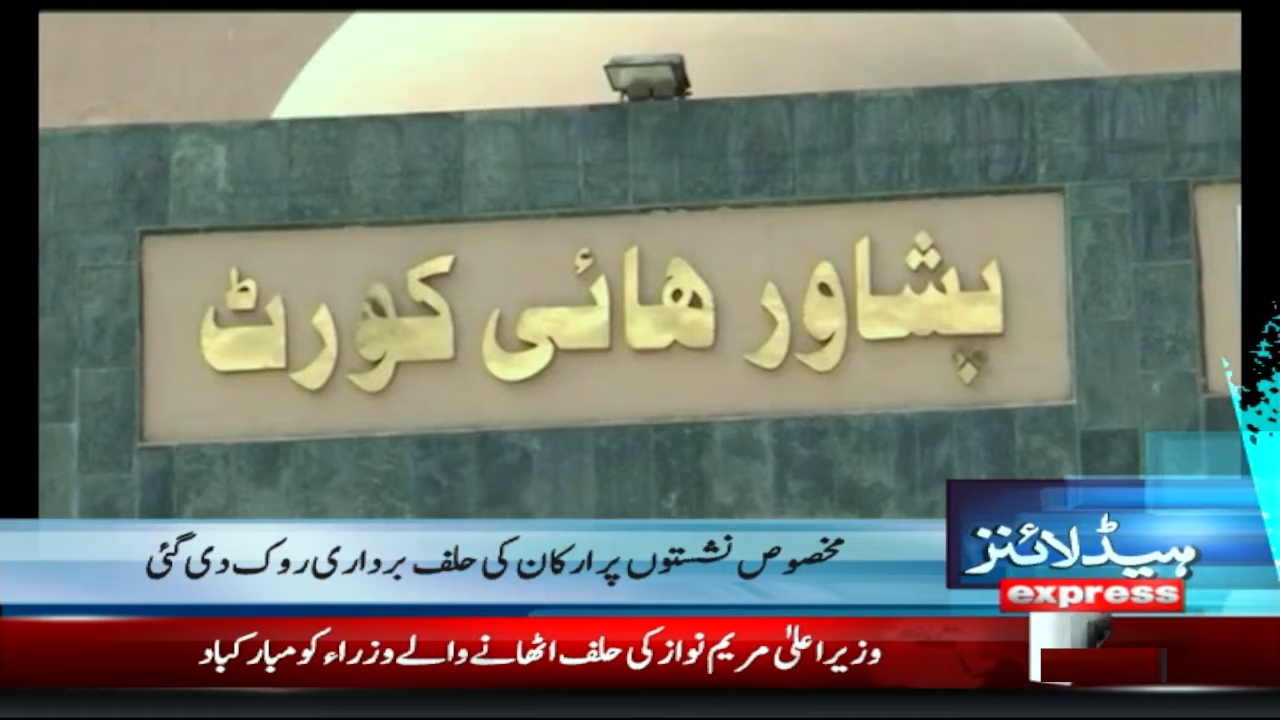 پشاور هائی کورٹ
مخصوص نشستوں پر ارکان کی حلف برداری روک دی گئی
ہیڈلائنز
express
وزیراعلیٰ مریم نواز کی حلف اٹھانے والے وزراء کو مبارکباد